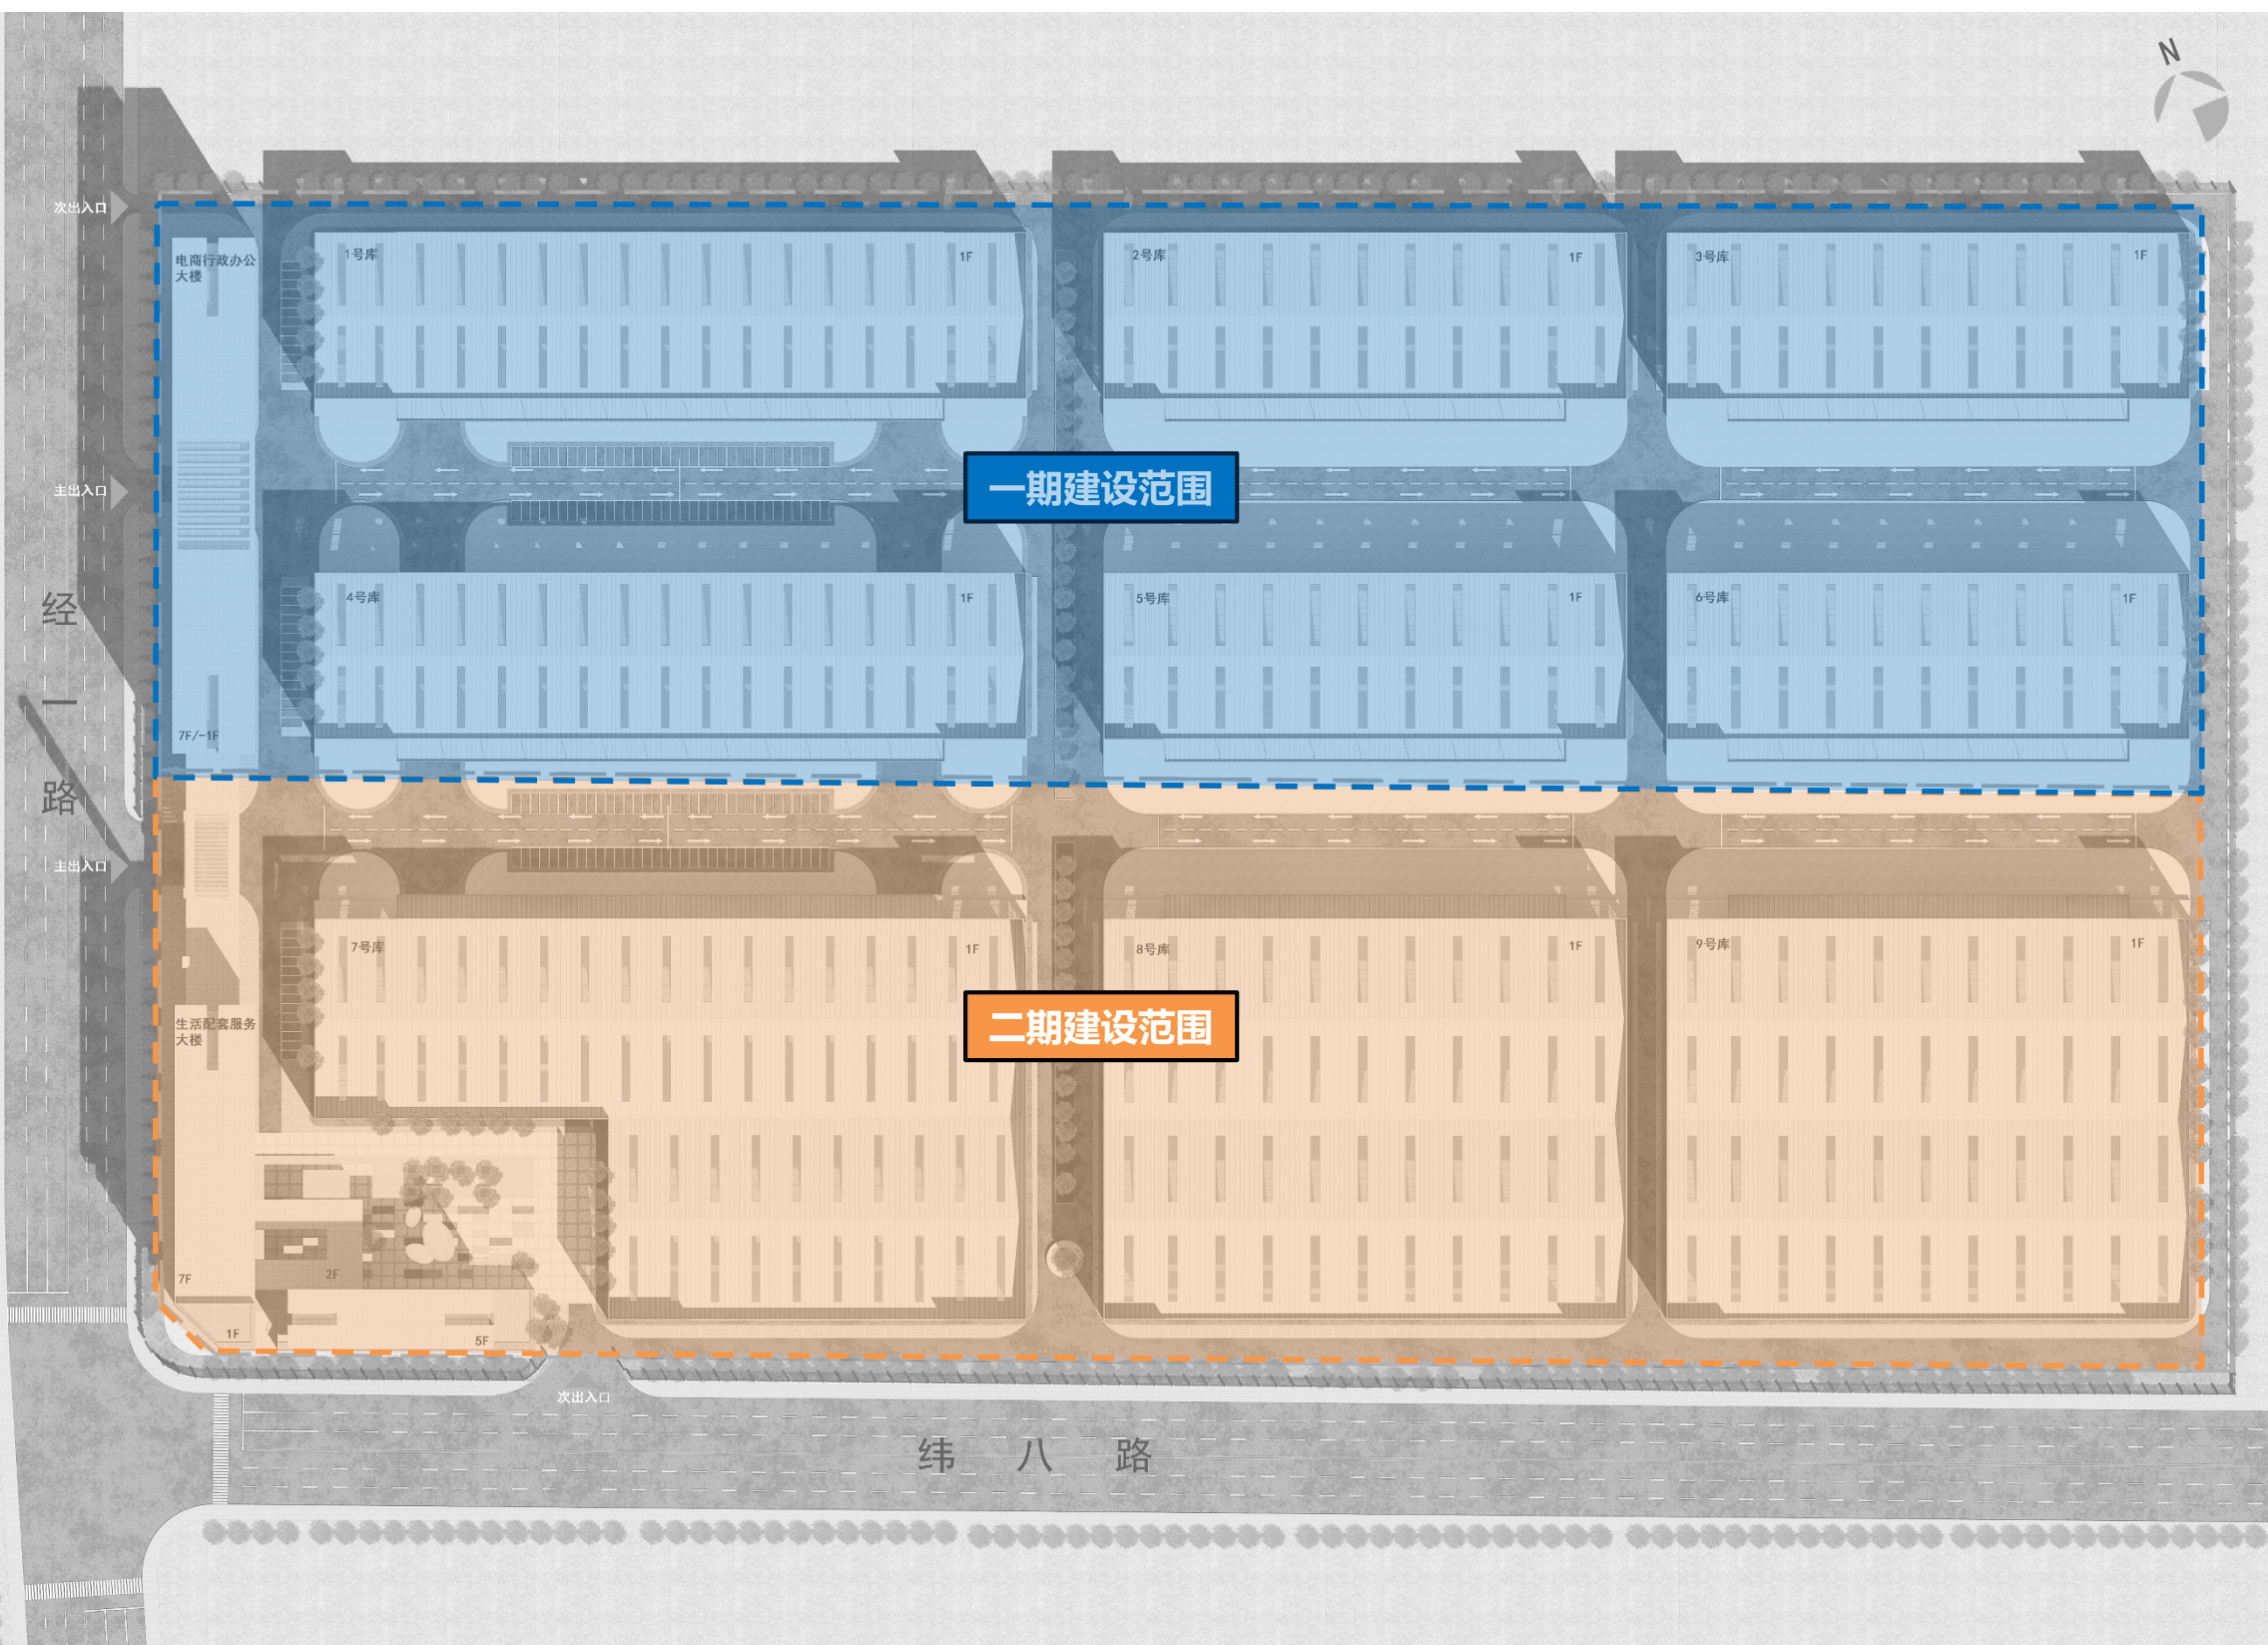 N
次出入口
电商行政办公
大楼
1号库
1F
2号库
1F
3号库
1F
主出入口
一期建设范围
经一路
4号库
1F
5号库
1F
6号库
1F
7F/-1F
主出入口
7号库
1F
8号库
1F
9号库
1F
生活配套服务
大楼
二期建设范围
7F
2F
1F
5F
次出入口
纬八路